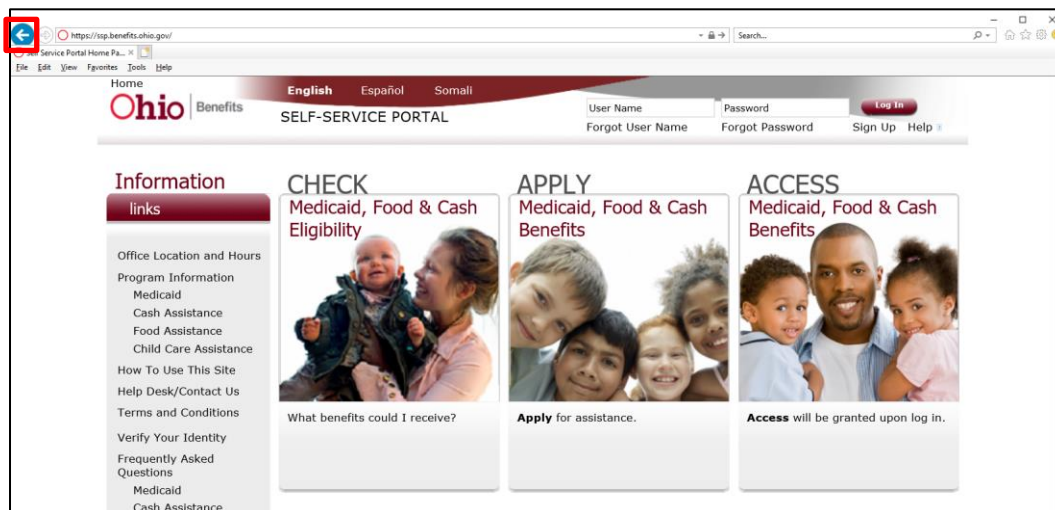 https://ssp.benefits.ohio.gov/
Search...
Self Service Portal Home Pa...
File Edit View Favorites Tools Help
Home
Ohio Benefits
English Español Somali
SELF-SERVICE PORTAL
User Name Password Log In
Forgot User Name Forgot Password Sign Up Help
Information
links
Office Location and Hours
Program Information
Medicaid
Cash Assistance
Food Assistance
Child Care Assistance
How To Use This Site
Help Desk/Contact Us
Terms and Conditions
Verify Your Identity
Frequently Asked
Questions
Medicaid
Cash Assistance
CHECK
Medicaid, Food & Cash
Eligibility
What benefits could I receive?
APPLY
Medicaid, Food & Cash
Benefits
Apply for assistance.
ACCESS
Medicaid, Food & Cash
Benefits
Access will be granted upon log in.